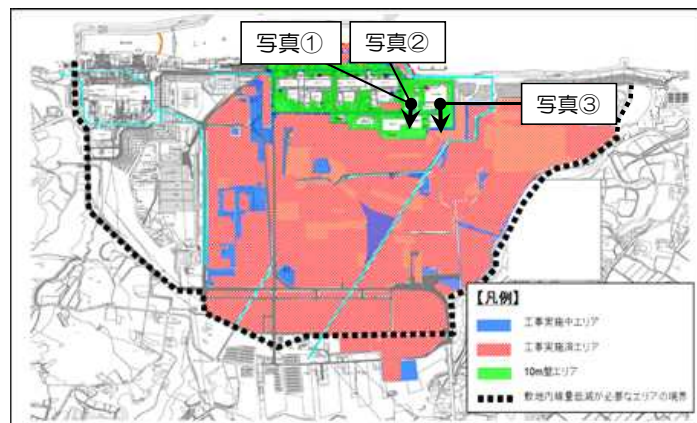 写真①
写真②
写真③
【凡例】
工事実施中エリア
工事実施済エリア
10m盤エリア
敷地内線量低減が必要なエリアの境界